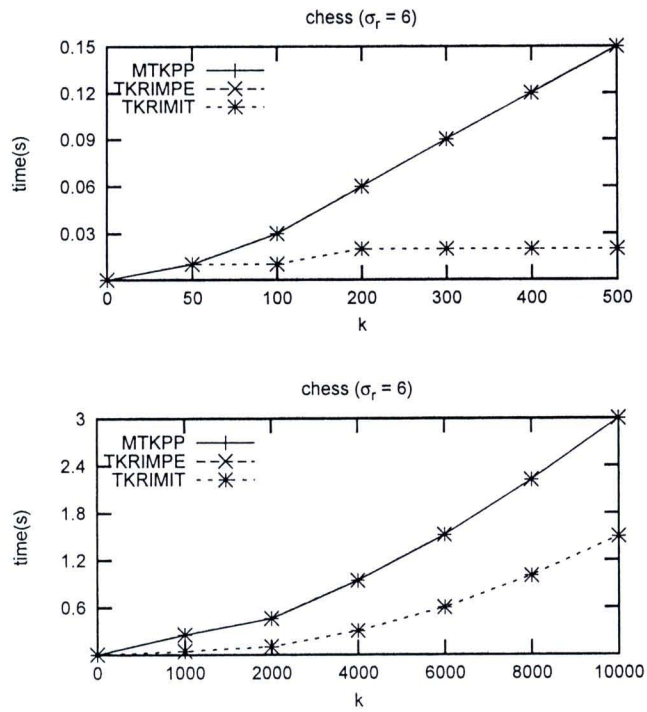 chess (σr = 6)
0.15
MTKPP
TKRIMPE
0.12
TKRIMIT
0.09
time(s)
0.06
0.03
0 50 100 200 300 400 500
k
chess (σr = 6)
3
MTKPP
TKRIMPE
2.4
TKRIMIT
1.8
time(s)
1.2
0.6
0 1000 2000 4000 6000 8000 10000
k